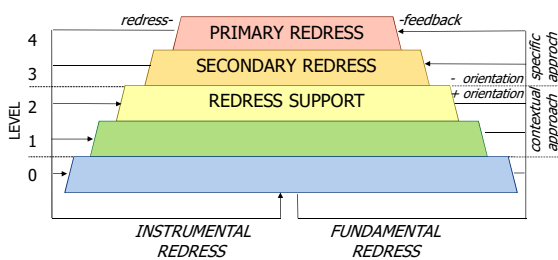 redress-
-feedback
4
PRIMARY REDRESS
3
SECONDARY REDRESS
- orientation
+ orientation
2
REDRESS SUPPORT
1
0
LEVEL
specific
approch
contextual
approach
INSTRUMENTAL
REDRESS
FUNDAMENTAL
REDRESS